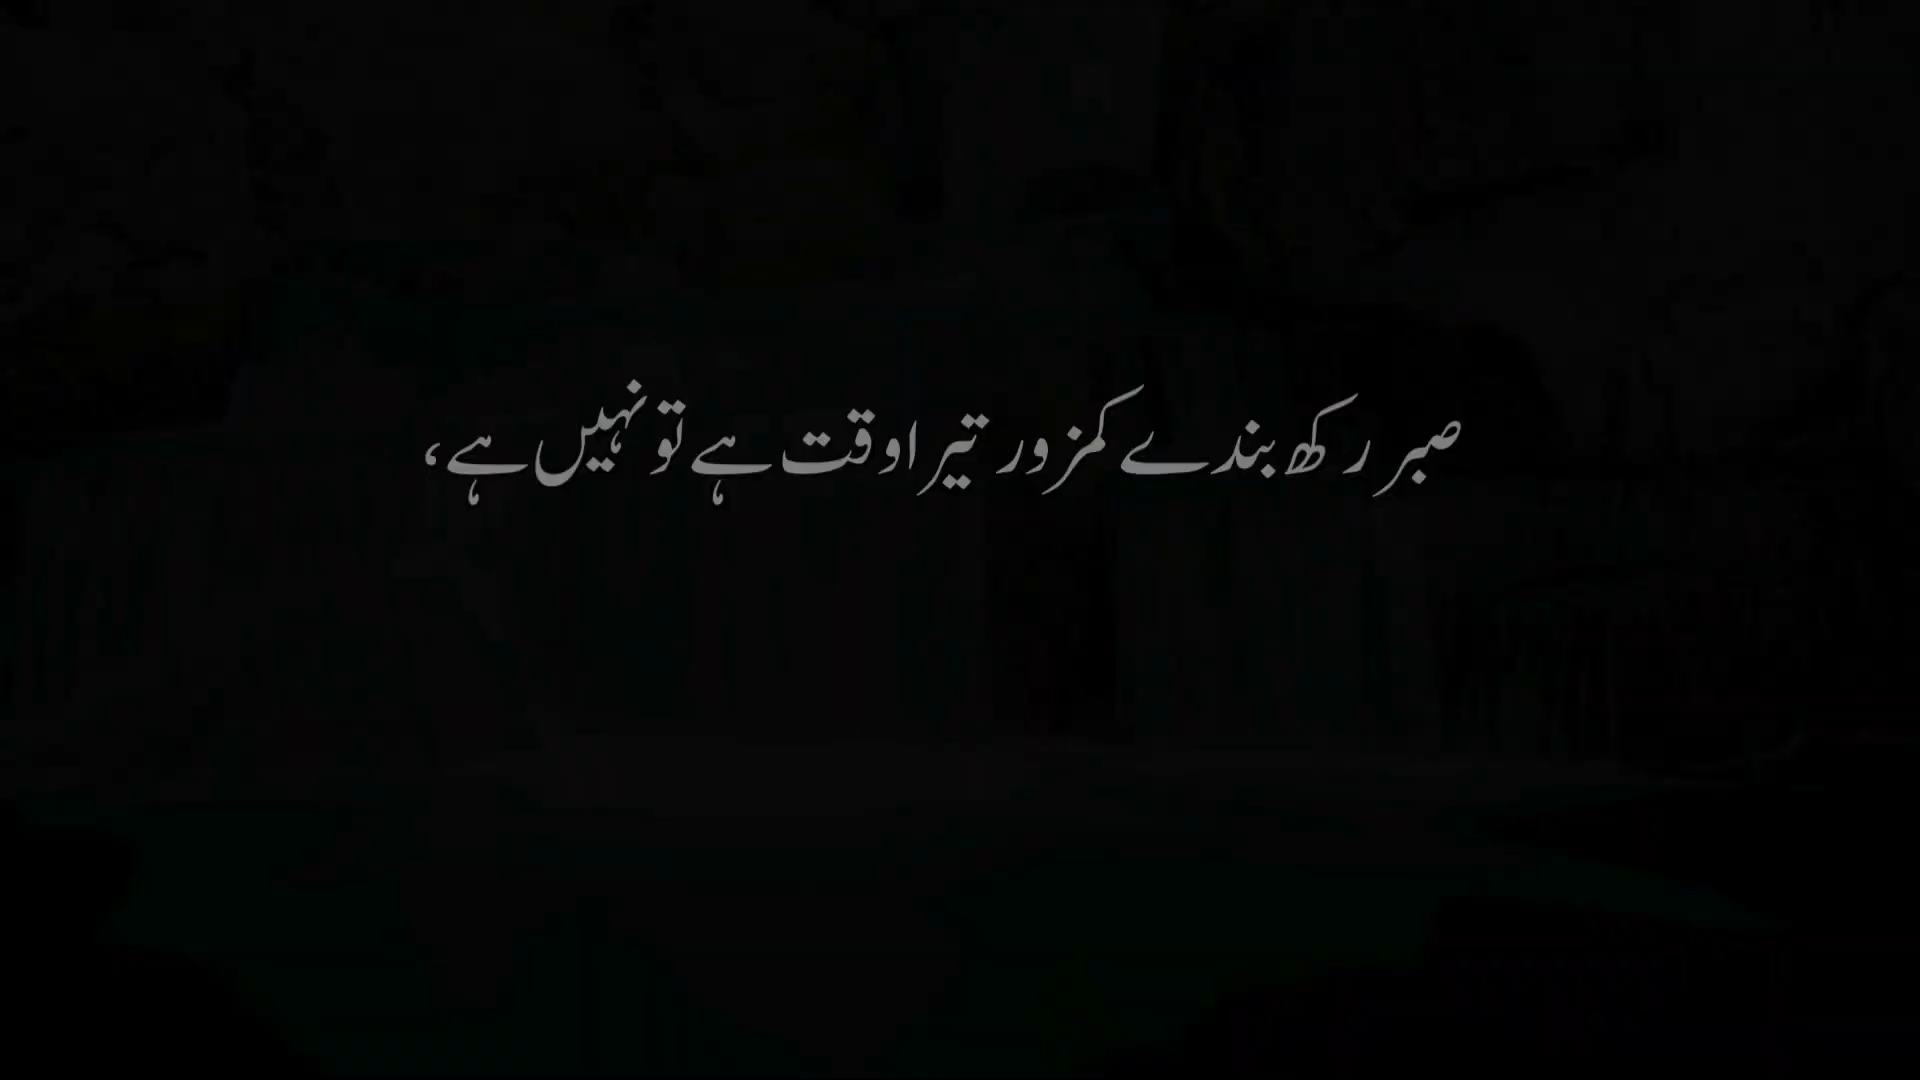 صبر رکھ بندے کمزور تیرا وقت ہے تو نہیں ہے،